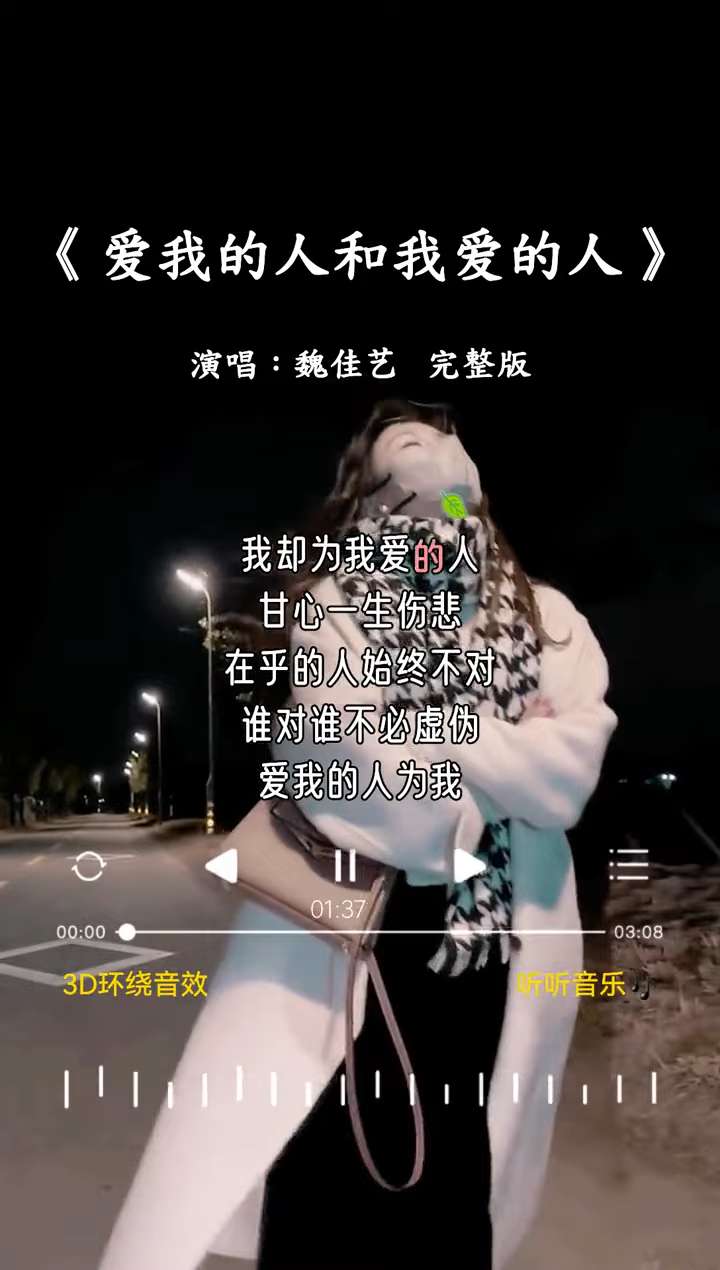 《爱我的人和我爱的人》
演唱：魏佳艺 完整版
我却为我爱的人
甘心一生伤悲
在乎的人始终不对
谁对谁不必虚伪
爱我的人为我
01:37
00:00 03:08
3D环绕音效 听听音乐